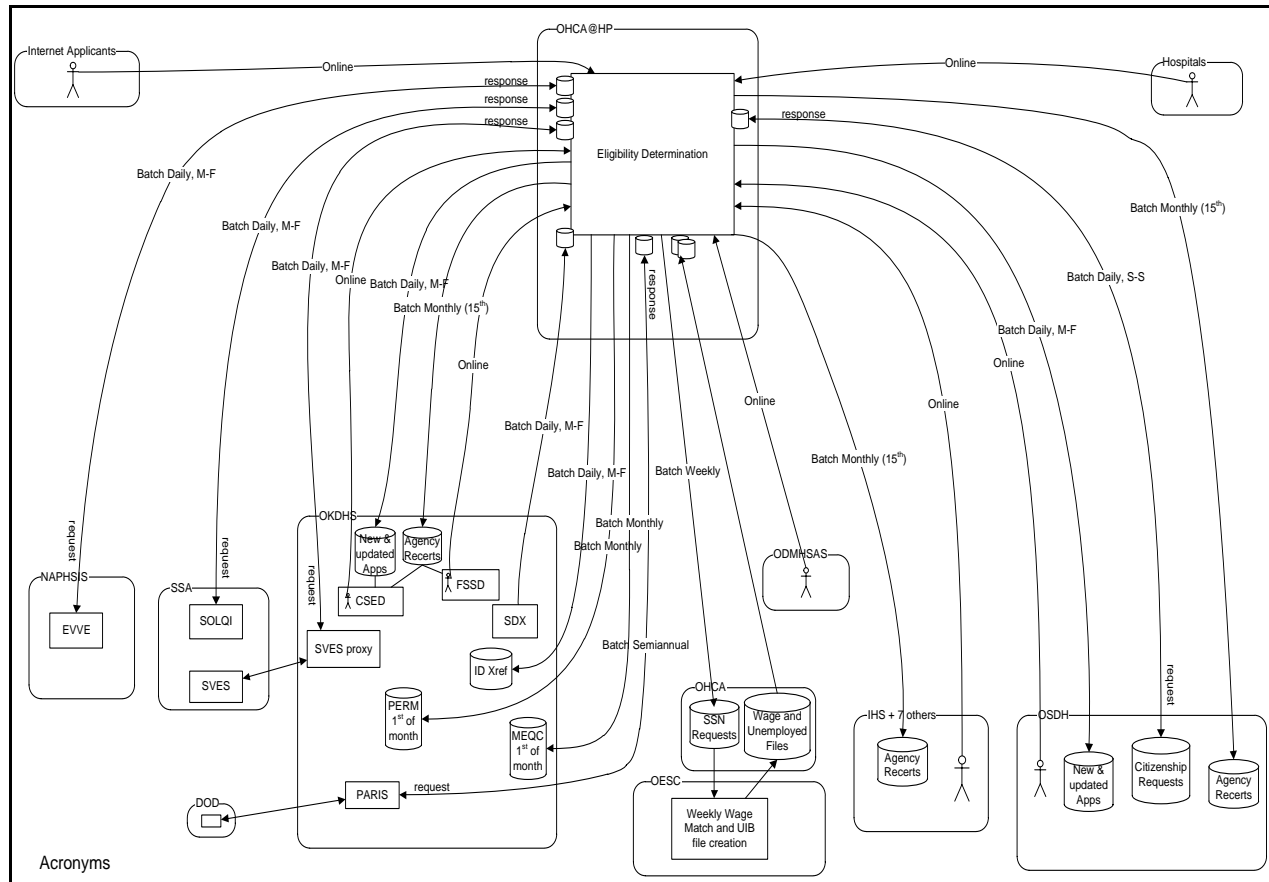 OHCA@HP
Internet Applicants
Hospitals
Online
Online
response
response
response
response
Eligibility Determination
Batch Daily, M-F
Batch Daily, M-F
Batch Daily, M-F
Online
Batch Daily, M-F
Batch Monthly (15th)
Online
response
Batch Monthly (15th)
Batch Daily, S-S
Batch Daily, M-F
Online
Online
Online
Batch Daily, M-F
Batch Daily, M-F
Batch Weekly
Batch Monthly (15th)
Batch Monthly
Batch Monthly
Batch Semiannual
request
request
request
request
request
NAPHSIS
EVVE
SSA
SOLQI
SVES
OKDHS
New &
updated
Apps
Agency
Recerts
CSED
FSSD
SDX
SVES proxy
ID Xref
PERM
1st of
month
MEQC
1st of
month
PARIS
DOD
ODMHSAS
OHCA
SSN
Requests
Wage and
Unemployed
Files
OESC
Weekly Wage
Match and UIB
file creation
IHS + 7 others
Agency
Recerts
OSDH
New &
updated
Apps
Citizenship
Requests
Agency
Recerts
Acronyms